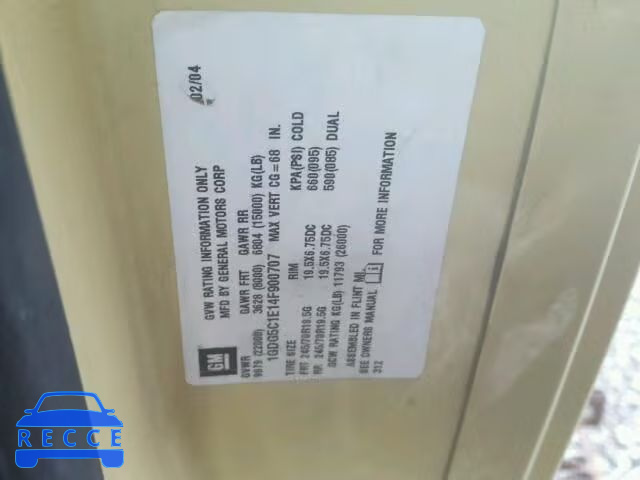 GVW RATING INFORMATION ONLY
MFD BY GENERAL MOTORS CORP
02/04
GM
GVWR GAWR FRT GAWR RR
9979 (22000) 3628 (8000) 6804 (15000) KG(LB)
1GDG5C1E14F900707 MAX VERT CG=68 IN.
TIRE SIZE RIM KPA(PSI) COLD
FRT 245/70R19.5G 19.5X6.75DC 660(095)
RR 245/70R19.5G 19.5X6.75DC 590(085) DUAL
GCW RATING KG(LB) 11793 (26000)
ASSEMBLED IN FLINT MI.
SEE OWNERS MANUAL FOR MORE INFORMATION
312
RECCE